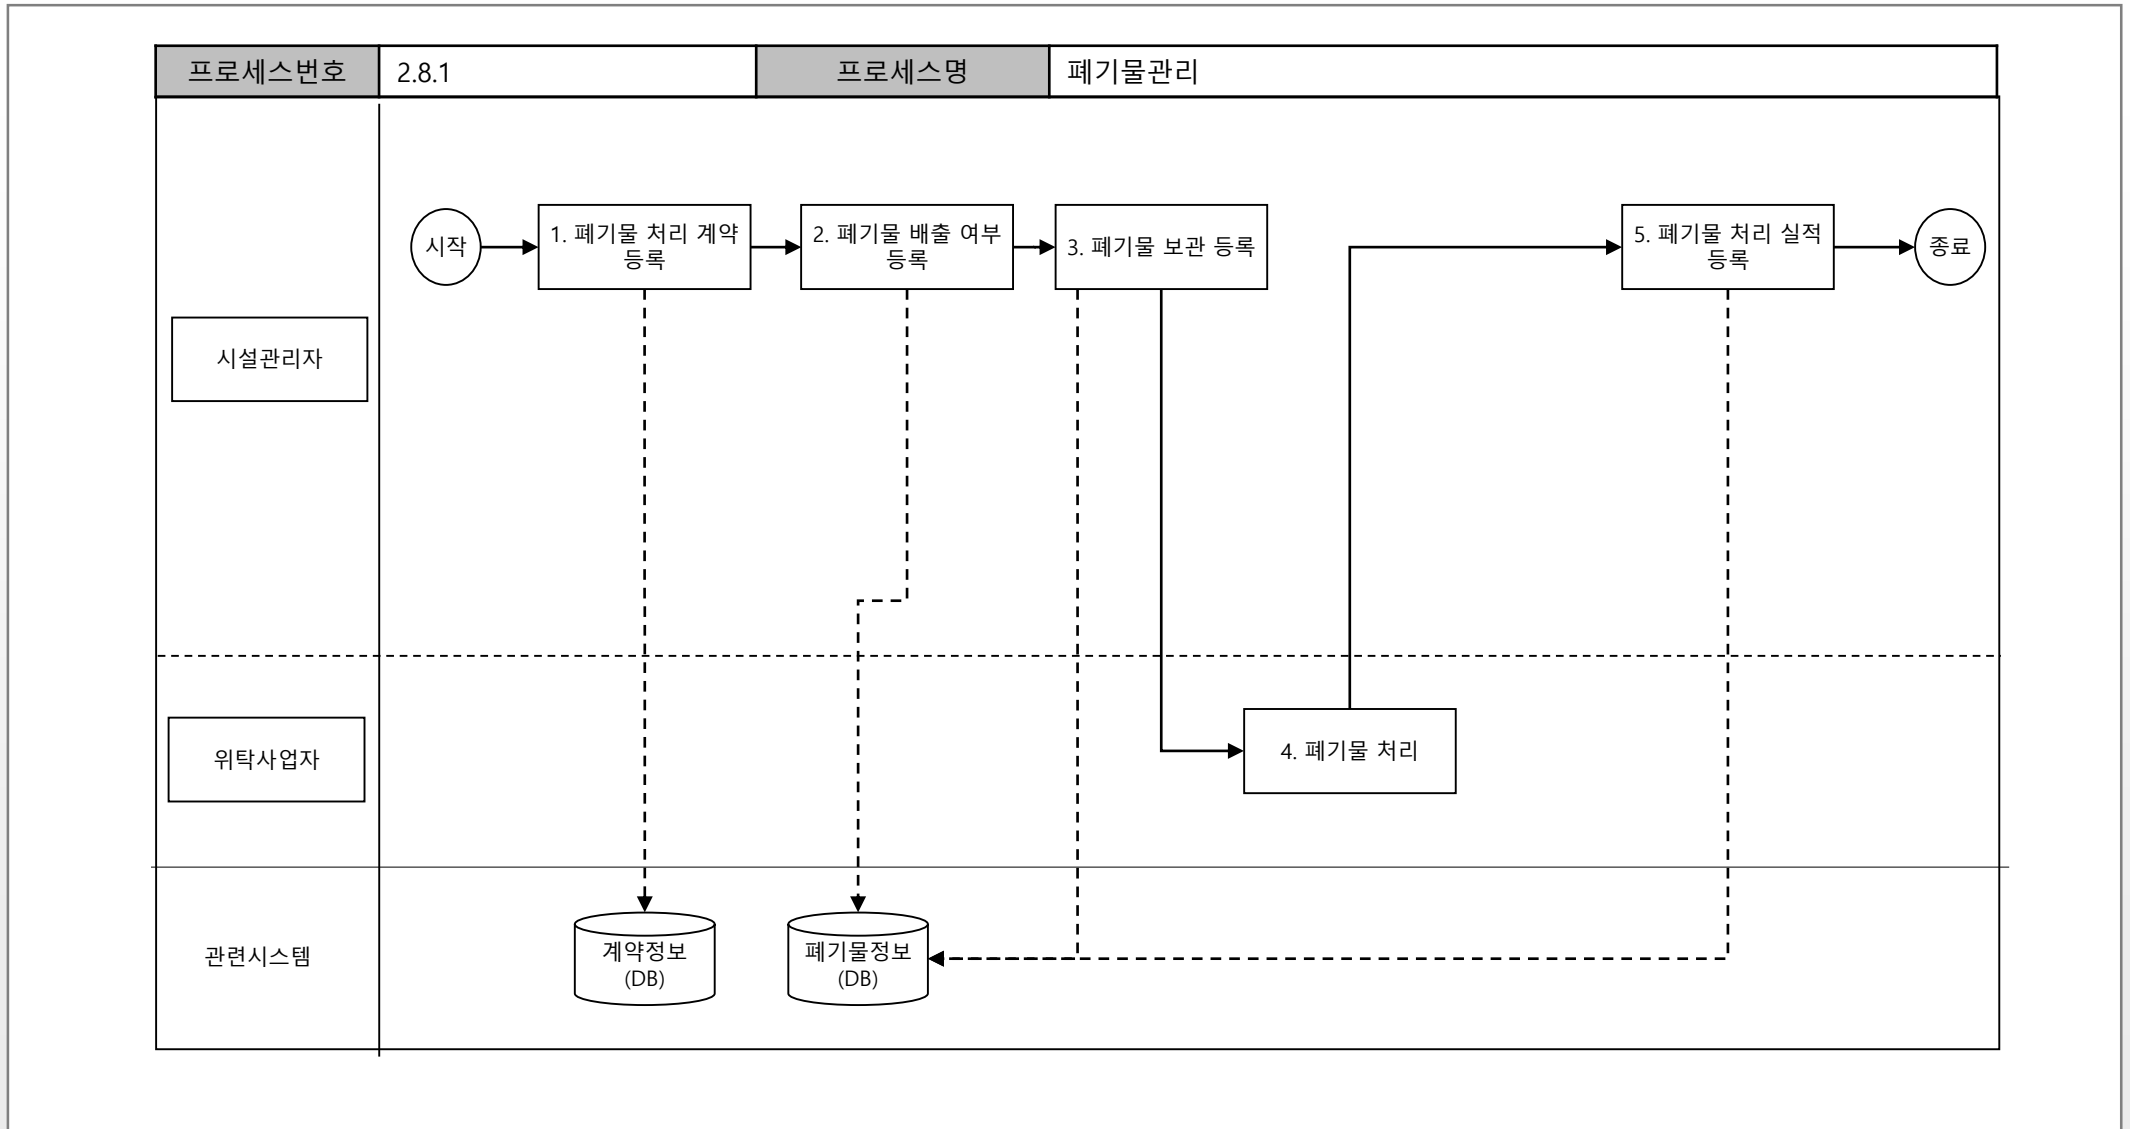 프로세스번호
2.8.1
프로세스명
폐기물관리
시작
1. 폐기물 처리 계약
등록
2. 폐기물 배출 여부
등록
3. 폐기물 보관 등록
5. 폐기물 처리 실적
등록
종료
시설관리자
위탁사업자
4. 폐기물 처리
관련시스템
계약정보
(DB)
폐기물정보
(DB)